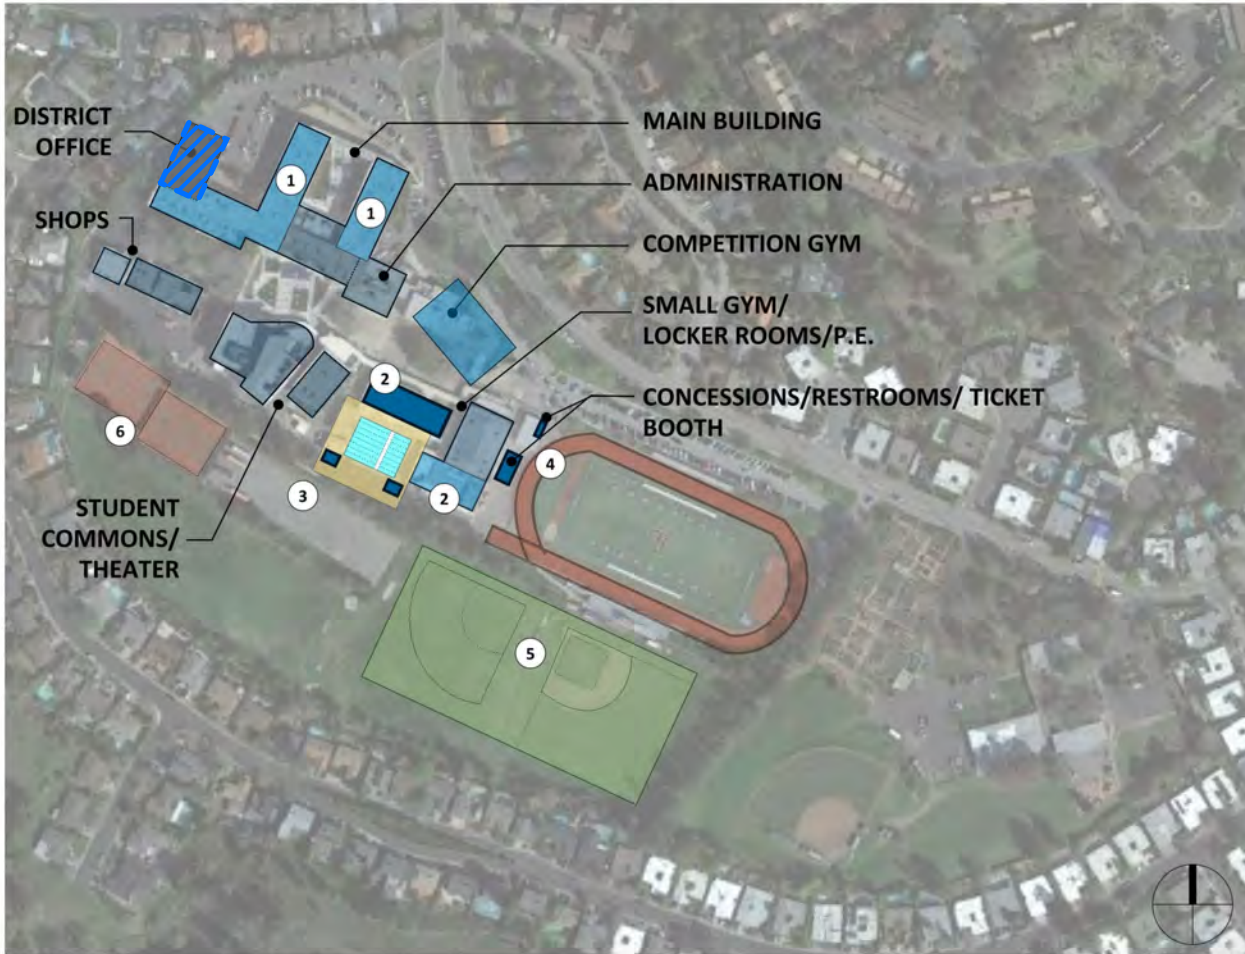 DISTRICT
OFFICE
MAIN BUILDING
ADMINISTRATION
SHOPS
COMPETITION GYM
SMALL GYM/
LOCKER ROOMS/P.E.
CONCESSIONS/RESTROOMS/ TICKET
BOOTH
STUDENT
COMMONS/
THEATER
1
1
2
2
3
4
5
6